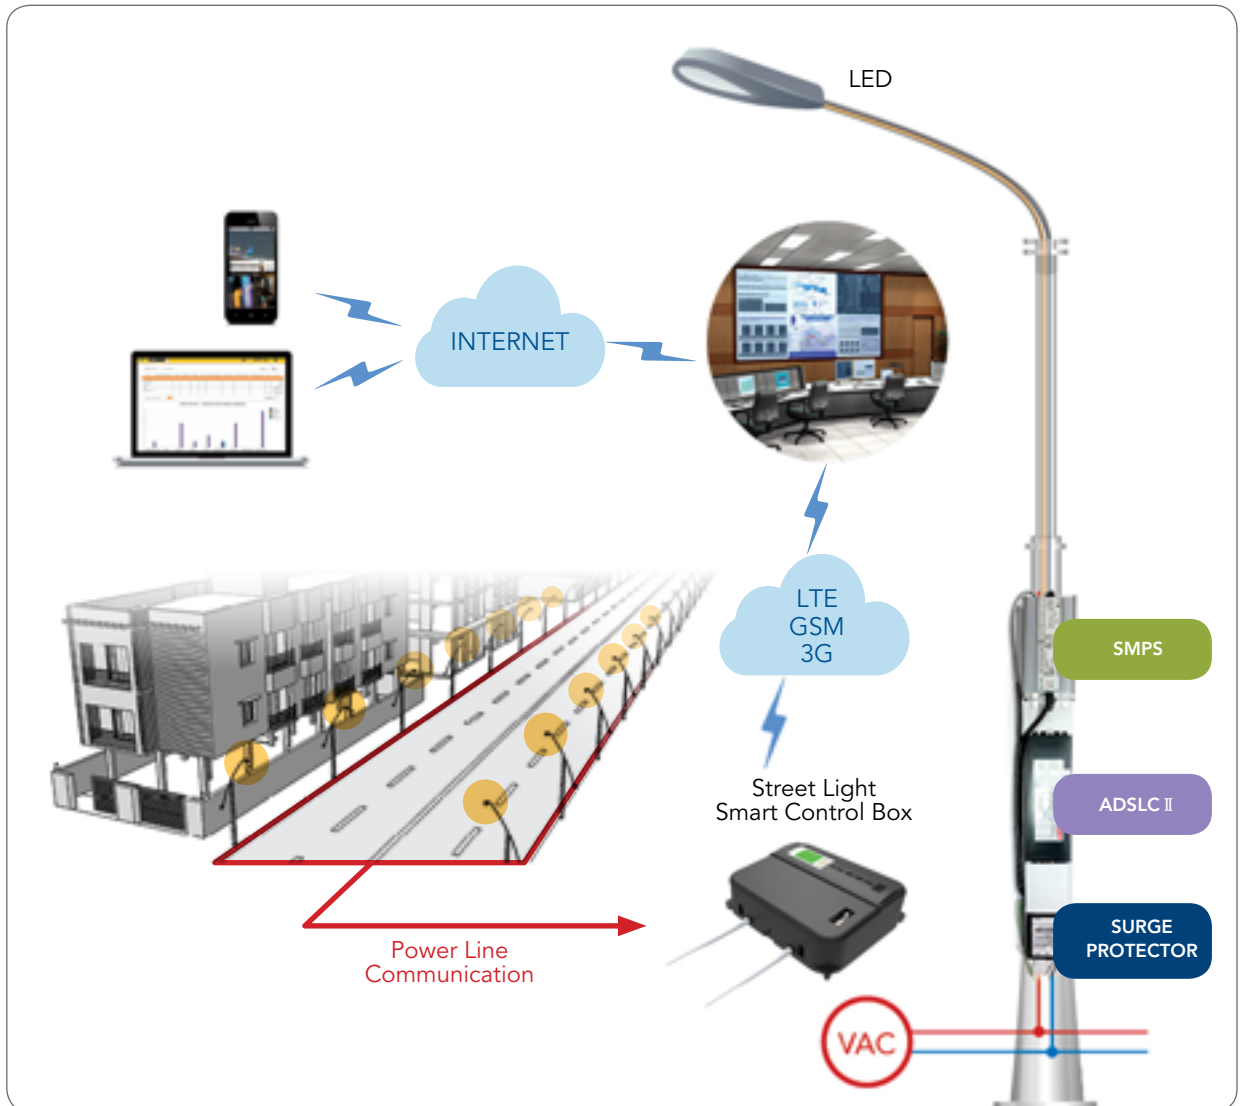 LED
INTERNET
LTE
GSM
3G
SMPS
Street Light
Smart Control Box
ADSLC Ⅱ
SURGE
PROTECTOR
Power Line
Communication
VAC